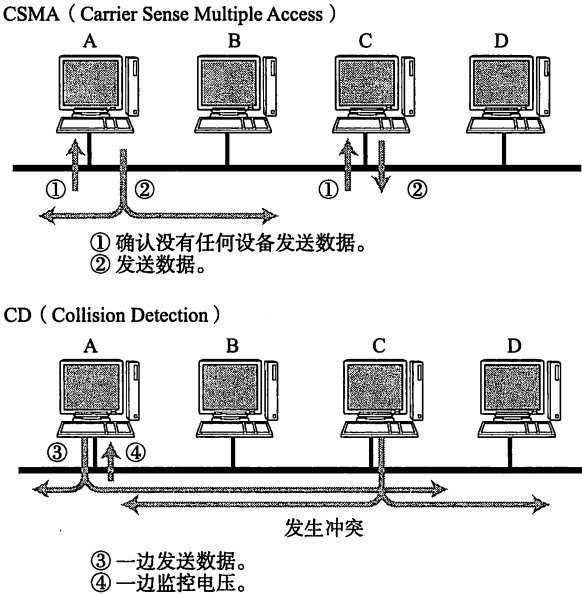 CSMA（Carrier Sense Multiple Access）
A B C D
① ② ① ②
① 确认没有任何设备发送数据。
② 发送数据。
CD（Collision Detection）
A B C D
③ ④
发生冲突
③ 一边发送数据。
④ 一边监控电压。